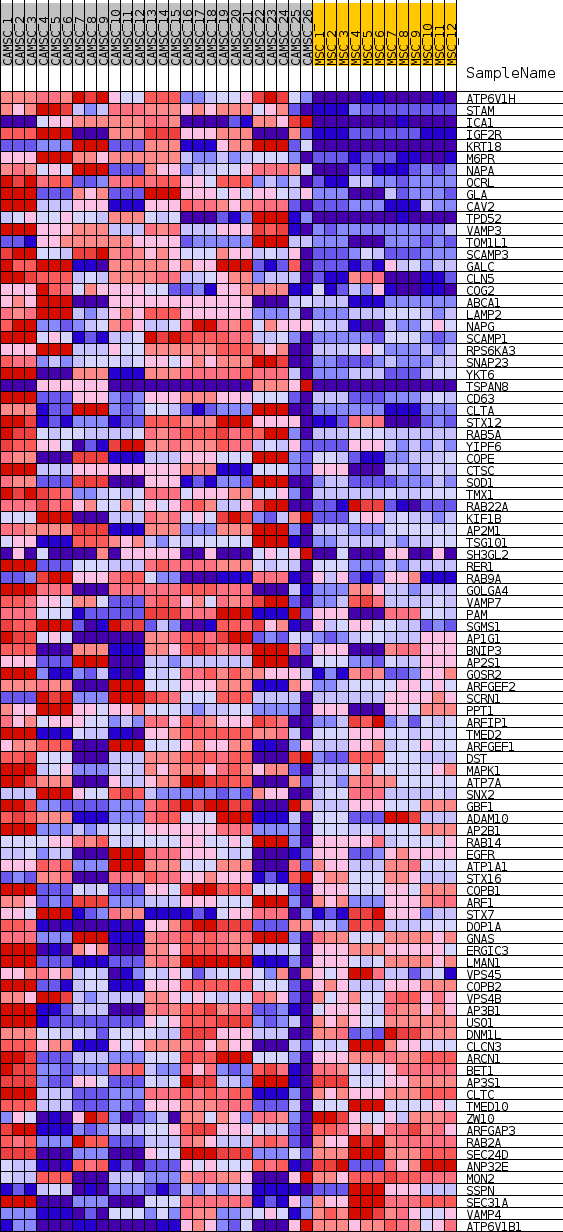 CAMSC_1
CAMSC_2
CAMSC_3
CAMSC_4
CAMSC_5
CAMSC_6
CAMSC_7
CAMSC_8
CAMSC_9
CAMSC_10
CAMSC_11
CAMSC_12
CAMSC_13
CAMSC_14
CAMSC_15
CAMSC_16
CAMSC_17
CAMSC_18
CAMSC_19
CAMSC_20
CAMSC_21
CAMSC_22
CAMSC_23
CAMSC_24
CAMSC_25
CAMSC_26
MSC_1
MSC_2
MSC_3
MSC_4
MSC_5
MSC_6
MSC_7
MSC_8
MSC_9
MSC_10
MSC_11
MSC_12
SampleName
ATP6V1H
STAM
ICA1
IGF2R
KRT18
M6PR
NAPA
OCRL
GLA
CAV2
TPD52
VAMP3
TOM1L1
SCAMP3
GALC
CLN5
COG2
ABCA1
LAMP2
NAPG
SCAMP1
RPS6KA3
SNAP23
YKT6
TSPAN8
CD63
CLTA
STX12
RAB5A
YIPF6
COPE
CTSC
SOD1
TMX1
RAB22A
KIF1B
AP2M1
TSG101
SH3GL2
RER1
RAB9A
GOLGA4
VAMP7
PAM
SGMS1
AP1G1
BNIP3
AP2S1
GOSR2
ARFGEF2
SCRN1
PPT1
ARFIP1
TMED2
ARFGEF1
DST
MAPK1
ATP7A
SNX2
GBF1
ADAM10
AP2B1
RAB14
EGFR
ATP1A1
STX16
COPB1
ARF1
STX7
DOP1A
GNAS
ERGIC3
LMAN1
VPS45
COPB2
VPS4B
AP3B1
USO1
DNM1L
CLCN3
ARCN1
BET1
AP3S1
CLTC
TMED10
ZW10
ARFGAP3
RAB2A
SEC24D
ANP32E
MON2
SSPN
SEC31A
VAMP4
ATP6V1B1